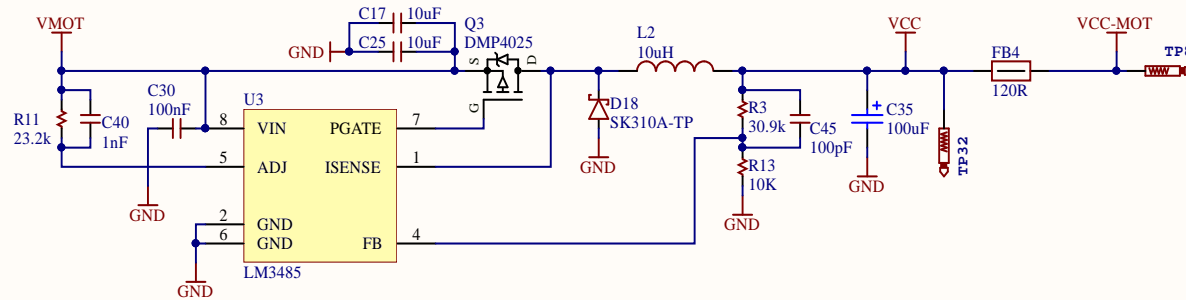 VMOT
C17 10uF
GND
C25 10uF
Q3
DMP4025
S D
G
L2
10uH
VCC
VCC-MOT
FB4
120R
R11
23.2k
C40
1nF
C30
100nF
GND
U3
8 VIN PGATE 7
5 ADJ ISENSE 1
2 GND
6 GND FB 4
LM3485
GND
D18
SK310A-TP
GND
R3
30.9k
C45
100pF
R13
10K
GND
+
C35
100uF
GND
TP32